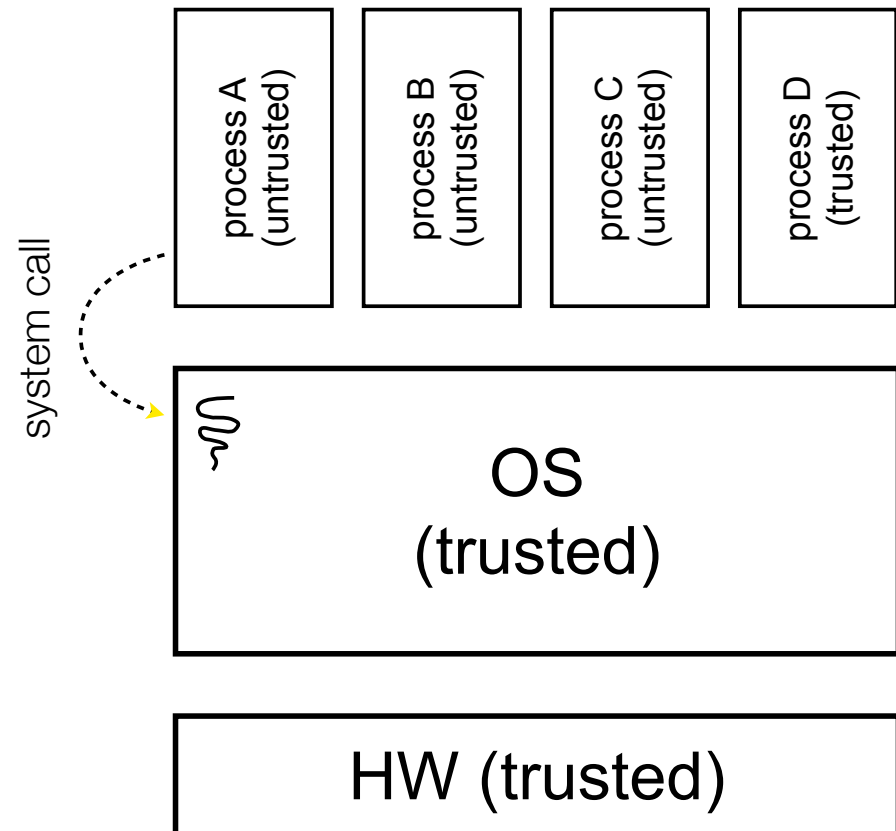 process A
(untrusted)
process B
(untrusted)
process C
(untrusted)
process D
(trusted)
system call
OS
(trusted)
HW (trusted)